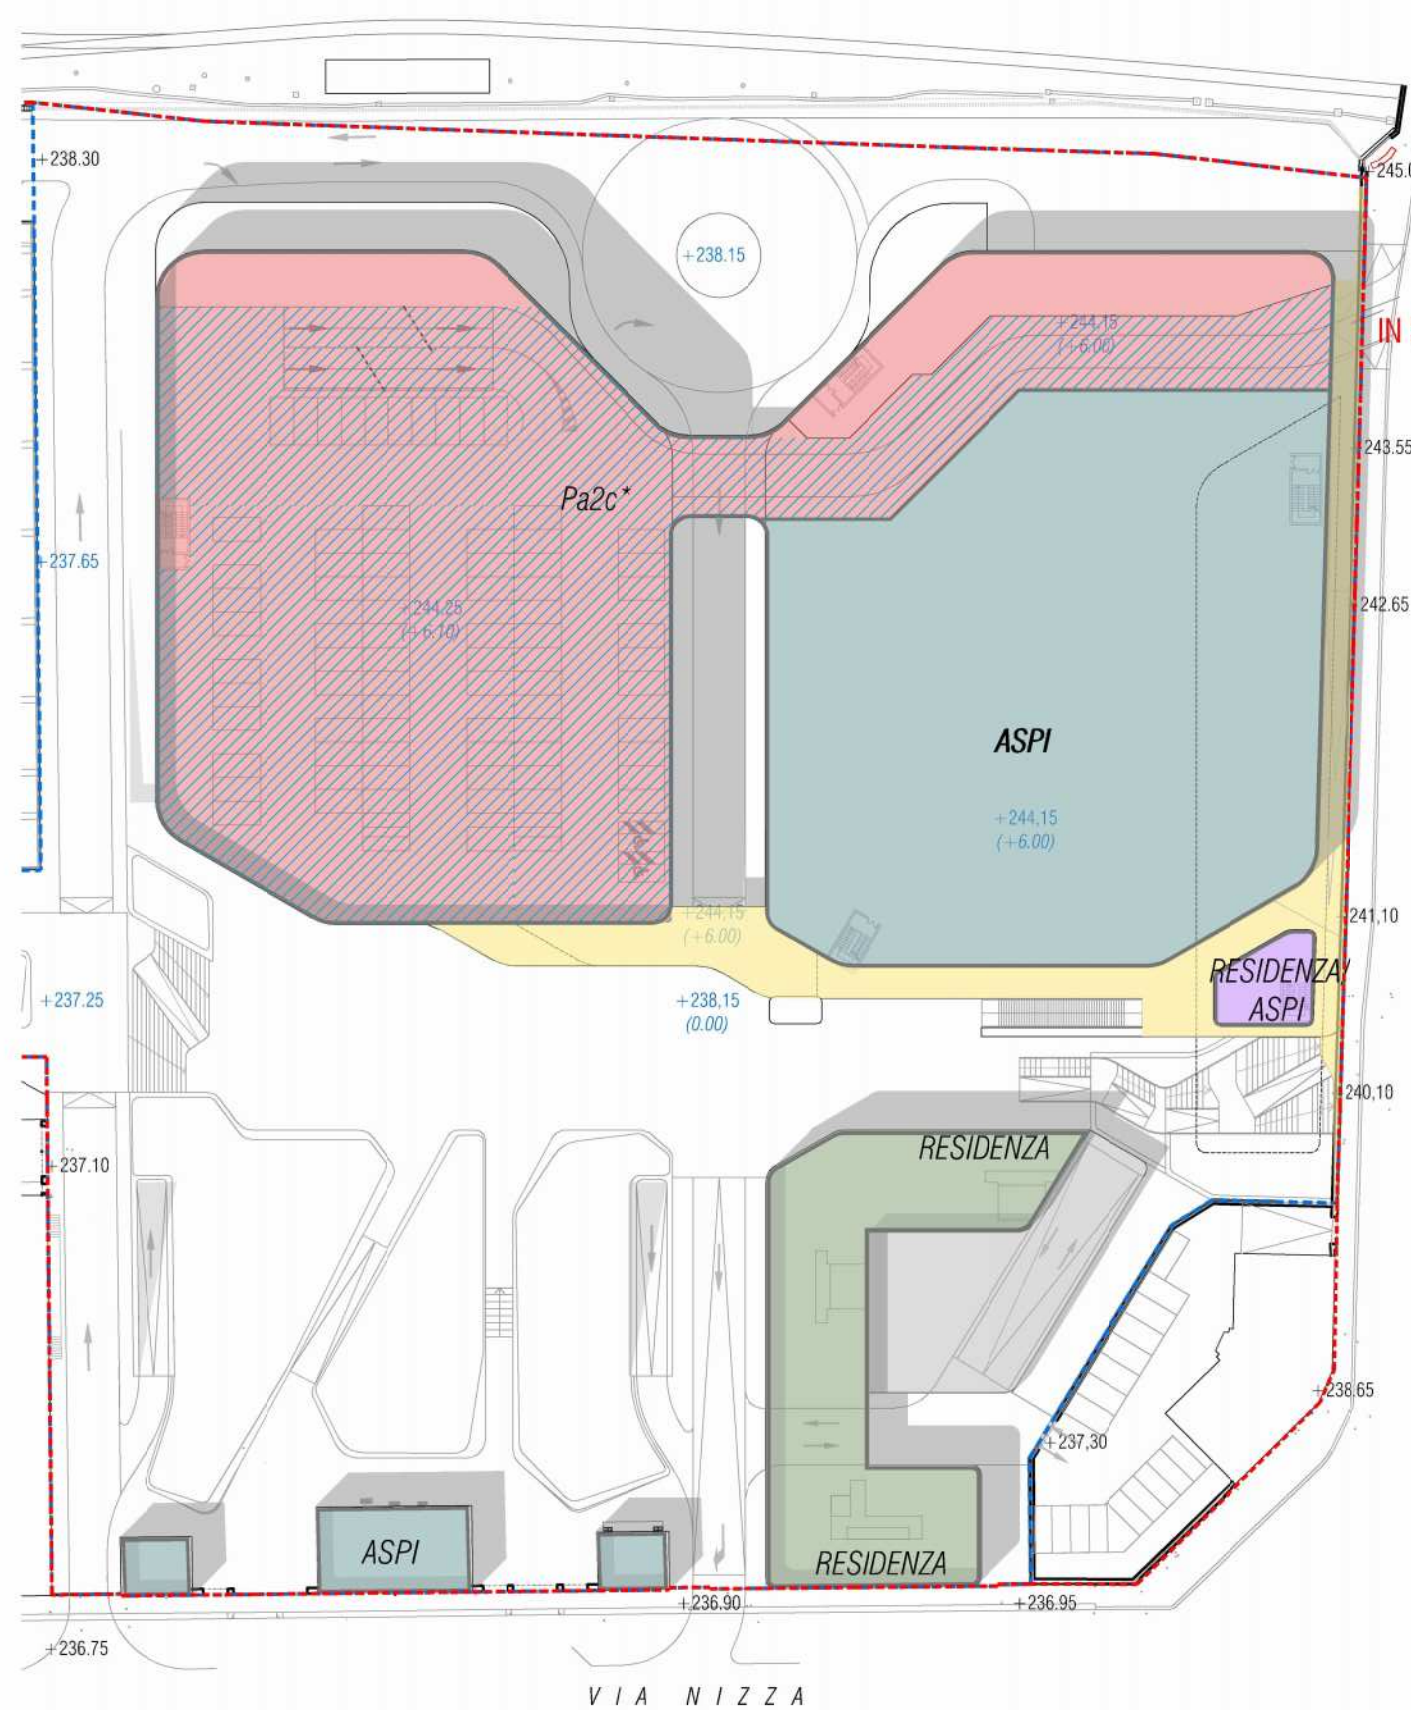 +238.30
+245.0
+238.15
IN
+244,15
(+6.00)
243.55
Pa2c*
+237.65
+244,25
(+6.10)
242.65
ASPI
+244,15
(+6.00)
+244,15
(+6.00)
241,10
RESIDENZA/
ASPI
+237.25
+238,15
(0.00)
240,10
RESIDENZA
+237.10
+238.65
+237,30
ASPI
RESIDENZA
+236.90
+236.95
+236.75
VIA NIZZA